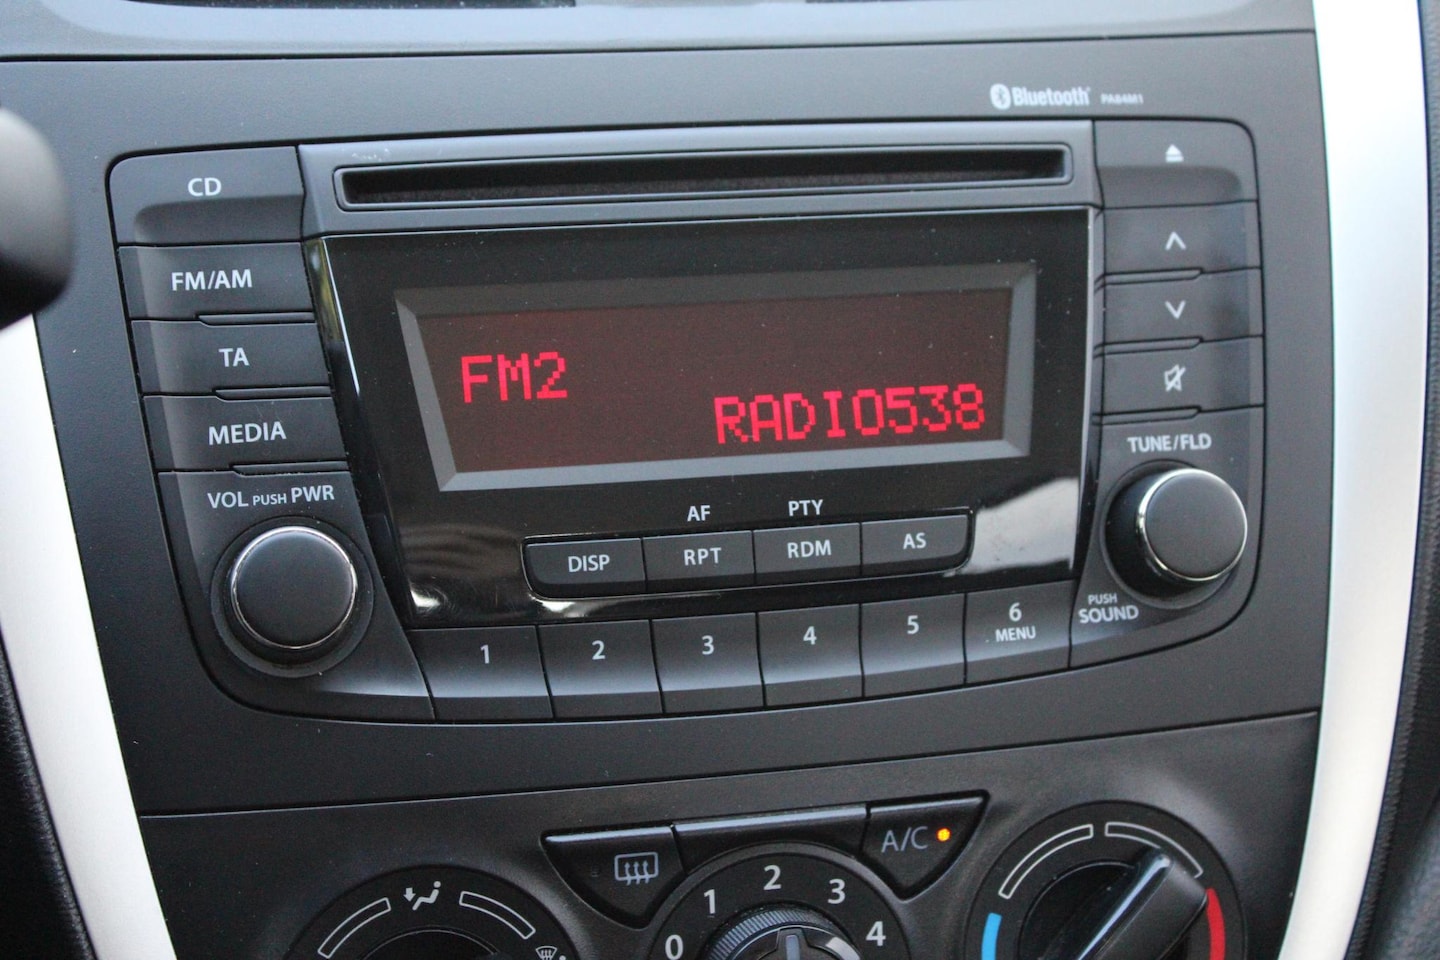 Bluetooth PA84M1
CD
FM/AM
TA
MEDIA
VOL PUSH PWR
FM2
RADIO538
TUNE/FLD
AF PTY
DISP RPT RDM AS
PUSH
SOUND
1 2 3 4 5 6
MENU
A/C
0 1 2 3 4